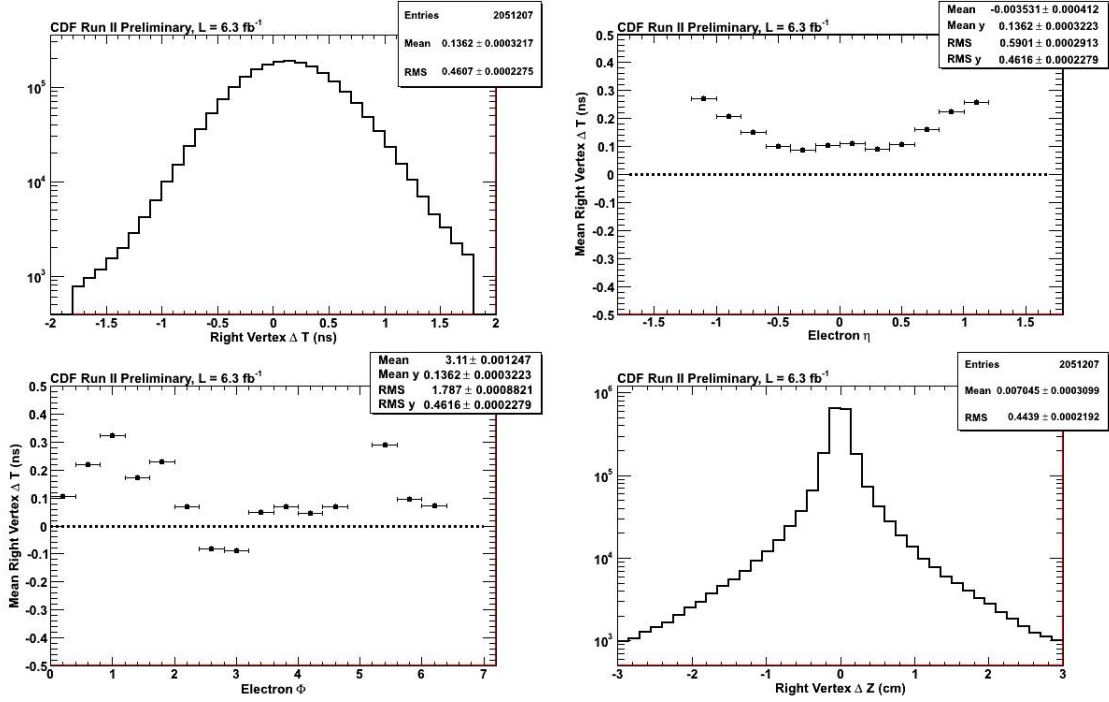 CDF Run II Preliminary, L = 6.3 fb⁻¹
Entries 2051207
Mean 0.1362 ± 0.0003217
RMS 0.4607 ± 0.0002275
10⁵
10⁴
10³
-2 -1.5 -1 -0.5 0 0.5 1 1.5 2
Right Vertex Δ T (ns)
CDF Run II Preliminary, L = 6.3 fb⁻¹
Mean -0.003531 ± 0.000412
Mean y 0.1362 ± 0.0003223
RMS 0.5901 ± 0.0002913
RMS y 0.4616 ± 0.0002279
Mean Right Vertex Δ T (ns)
0.5
0.4
0.3
0.2
0.1
0
-0.1
-0.2
-0.3
-0.4
-0.5
-1.5 -1 -0.5 0 0.5 1 1.5
Electron η
CDF Run II Preliminary, L = 6.3 fb⁻¹
Mean 3.11 ± 0.001247
Mean y 0.1362 ± 0.0003223
RMS 1.787 ± 0.0008821
RMS y 0.4616 ± 0.0002279
Mean Right Vertex Δ T (ns)
0.5
0.4
0.3
0.2
0.1
0
-0.1
-0.2
-0.3
-0.4
-0.5
0 1 2 3 4 5 6 7
Electron Φ
CDF Run II Preliminary, L = 6.3 fb⁻¹
Entries 2051207
Mean 0.007045 ± 0.0003099
RMS 0.4439 ± 0.0002192
10⁶
10⁵
10⁴
10³
-3 -2 -1 0 1 2 3
Right Vertex Δ Z (cm)